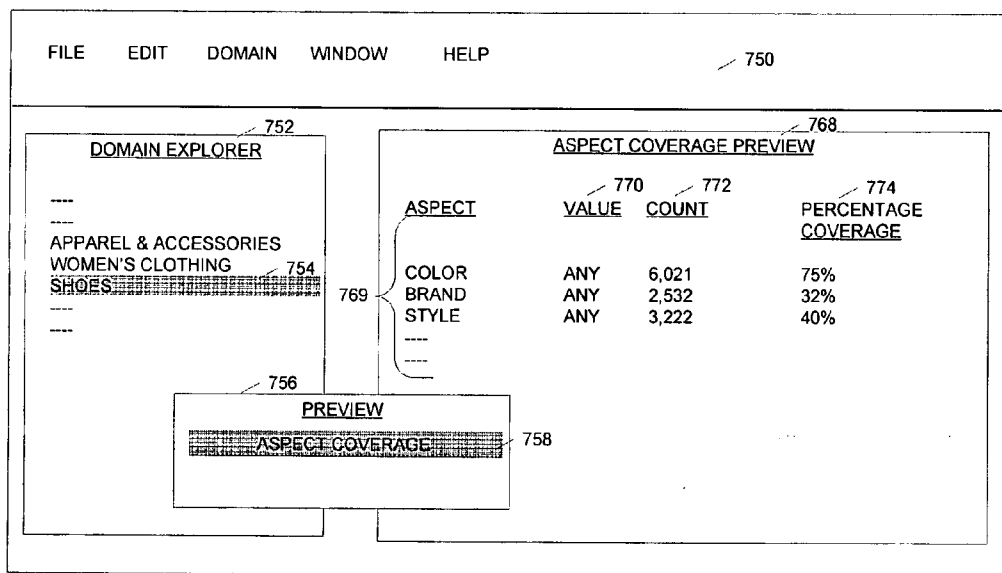 FILE EDIT DOMAIN WINDOW HELP
750
752
DOMAIN EXPLORER
----
----
APPAREL & ACCESSORIES
WOMEN'S CLOTHING
754
SHOES
----
----
768
ASPECT COVERAGE PREVIEW
770 772 774
ASPECT VALUE COUNT PERCENTAGE COVERAGE
COLOR ANY 6,021 75%
769
BRAND ANY 2,532 32%
STYLE ANY 3,222 40%
----
----
756
PREVIEW
ASPECT COVERAGE
758